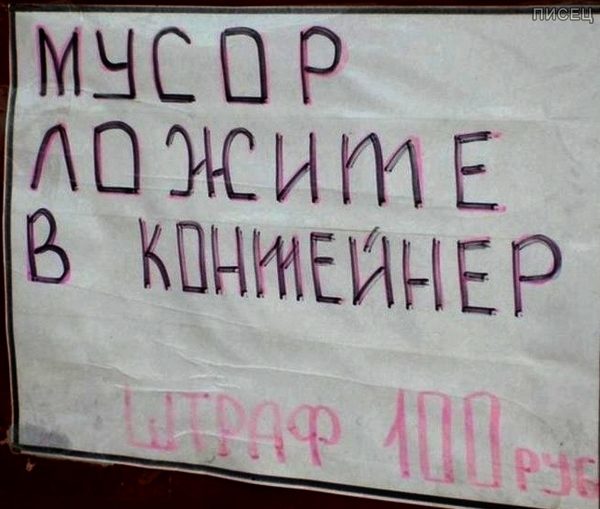 ПИСЕЦ
МУСОР
ЛОЖИТЕ
В КОНТЕЙНЕР
ШТРАФ 100 РУБ